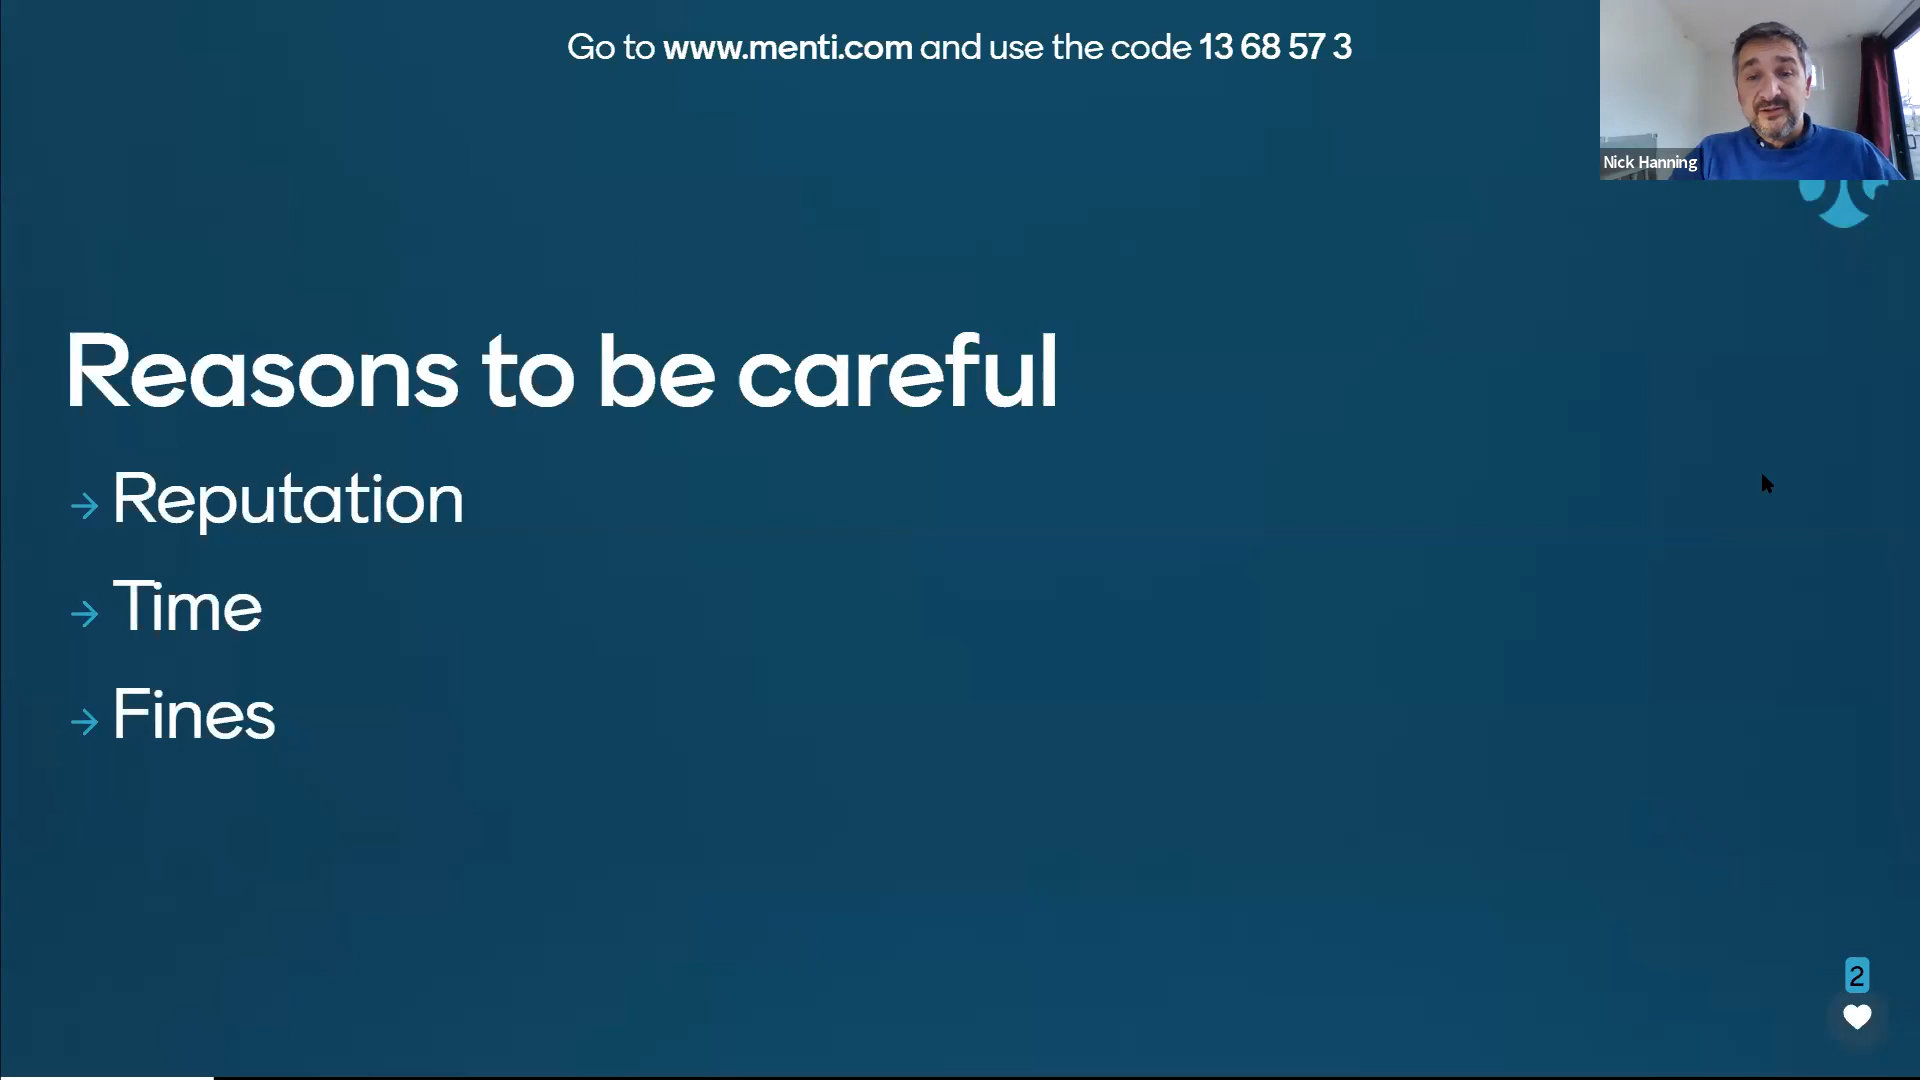 Go to www.menti.com and use the code 13 68 57 3
Nick Hanning
Reasons to be careful
→ Reputation
→ Time
→ Fines
2